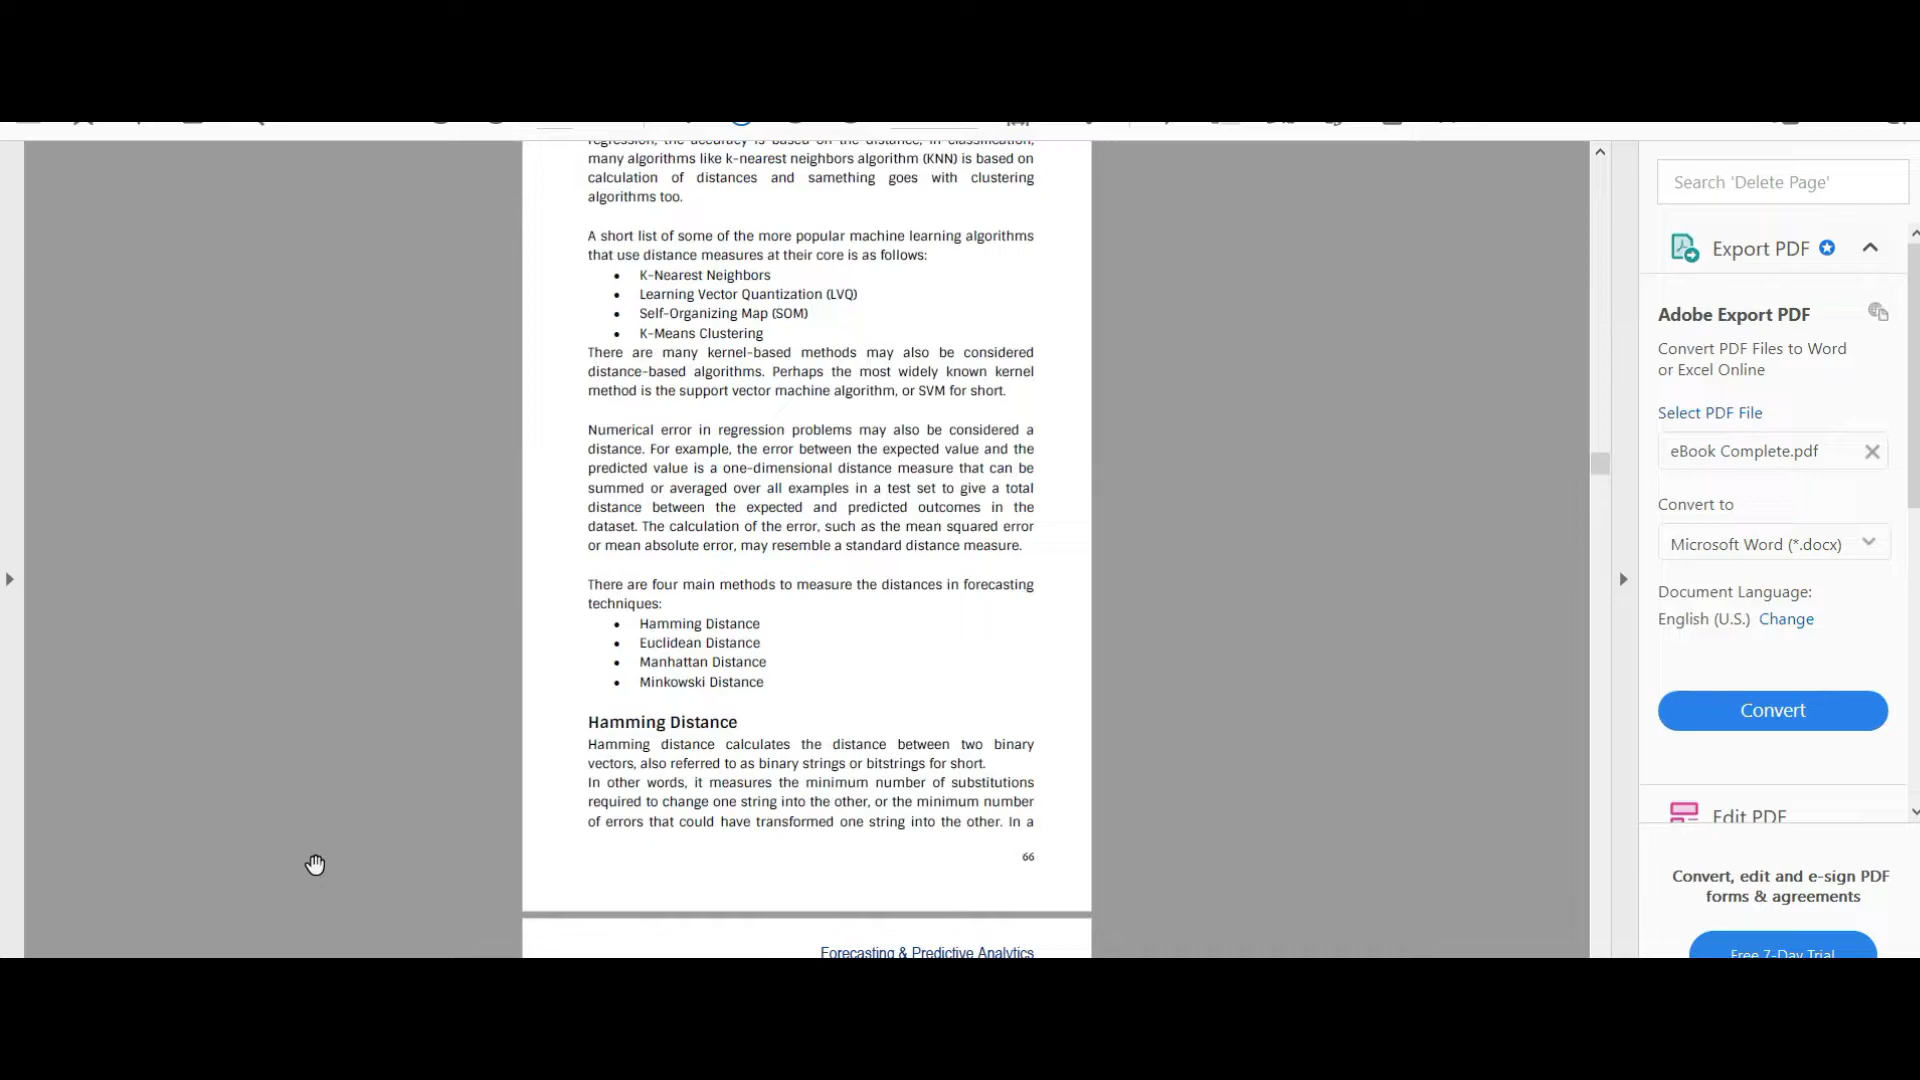 regression, the accuracy is based on the distance, in classification,
many algorithms like k-nearest neighbors algorithm (KNN) is based on
calculation of distances and samething goes with clustering
algorithms too.
A short list of some of the more popular machine learning algorithms
that use distance measures at their core is as follows:
• K-Nearest Neighbors
• Learning Vector Quantization (LVQ)
• Self-Organizing Map (SOM)
• K-Means Clustering
There are many kernel-based methods may also be considered
distance-based algorithms. Perhaps the most widely known kernel
method is the support vector machine algorithm, or SVM for short.
Numerical error in regression problems may also be considered a
distance. For example, the error between the expected value and the
predicted value is a one-dimensional distance measure that can be
summed or averaged over all examples in a test set to give a total
distance between the expected and predicted outcomes in the
dataset. The calculation of the error, such as the mean squared error
or mean absolute error, may resemble a standard distance measure.
There are four main methods to measure the distances in forecasting
techniques:
• Hamming Distance
• Euclidean Distance
• Manhattan Distance
• Minkowski Distance
Hamming Distance
Hamming distance calculates the distance between two binary
vectors, also referred to as binary strings or bitstrings for short.
In other words, it measures the minimum number of substitutions
required to change one string into the other, or the minimum number
of errors that could have transformed one string into the other. In a
66
Forecasting & Predictive Analytics
Search 'Delete Page'
Export PDF
Adobe Export PDF
Convert PDF Files to Word
or Excel Online
Select PDF File
eBook Complete.pdf
Convert to
Microsoft Word (*.docx)
Document Language:
English (U.S.) Change
Convert
Edit PDF
Convert, edit and e-sign PDF
forms & agreements
Free 7-Day Trial